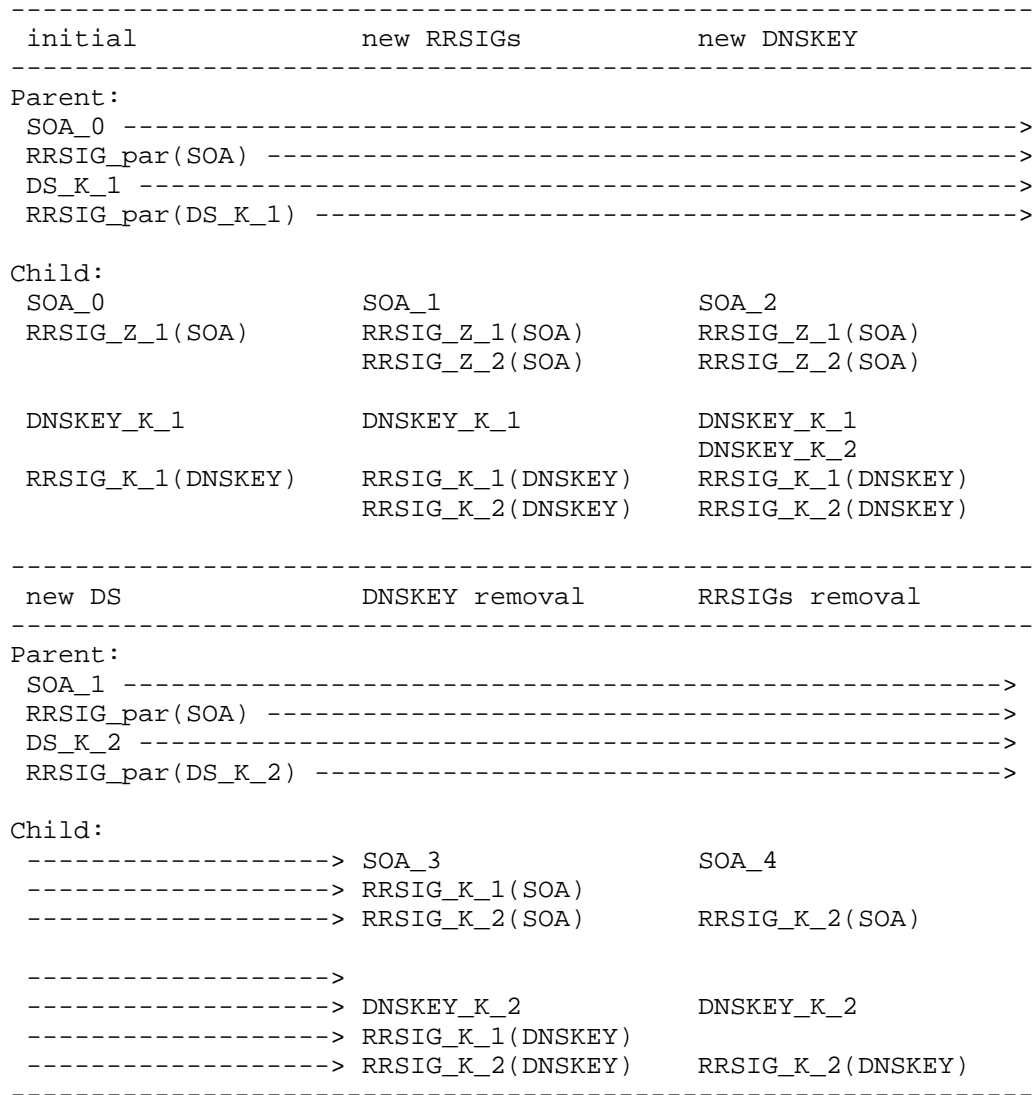 ----------------------------------------------------------------
 initial              new RRSIGs           new DNSKEY
----------------------------------------------------------------
Parent:
 SOA_0 -------------------------------------------------------->
 RRSIG_par(SOA) ----------------------------------------------->
 DS_K_1 ------------------------------------------------------->
 RRSIG_par(DS_K_1) -------------------------------------------->

Child:
 SOA_0                SOA_1                SOA_2
 RRSIG_Z_1(SOA)       RRSIG_Z_1(SOA)       RRSIG_Z_1(SOA)
                      RRSIG_Z_2(SOA)       RRSIG_Z_2(SOA)

 DNSKEY_K_1           DNSKEY_K_1           DNSKEY_K_1
                                           DNSKEY_K_2
 RRSIG_K_1(DNSKEY)    RRSIG_K_1(DNSKEY)    RRSIG_K_1(DNSKEY)
                      RRSIG_K_2(DNSKEY)    RRSIG_K_2(DNSKEY)

----------------------------------------------------------------
 new DS               DNSKEY removal       RRSIGs removal
----------------------------------------------------------------
Parent:
 SOA_1 ------------------------------------------------------->
 RRSIG_par(SOA) ---------------------------------------------->
 DS_K_2 ------------------------------------------------------>
 RRSIG_par(DS_K_2) ------------------------------------------->

Child:
 -------------------> SOA_3                SOA_4
 -------------------> RRSIG_K_1(SOA)
 -------------------> RRSIG_K_2(SOA)       RRSIG_K_2(SOA)

 ------------------->
 -------------------> DNSKEY_K_2           DNSKEY_K_2
 -------------------> RRSIG_K_1(DNSKEY)
 -------------------> RRSIG_K_2(DNSKEY)    RRSIG_K_2(DNSKEY)
----------------------------------------------------------------